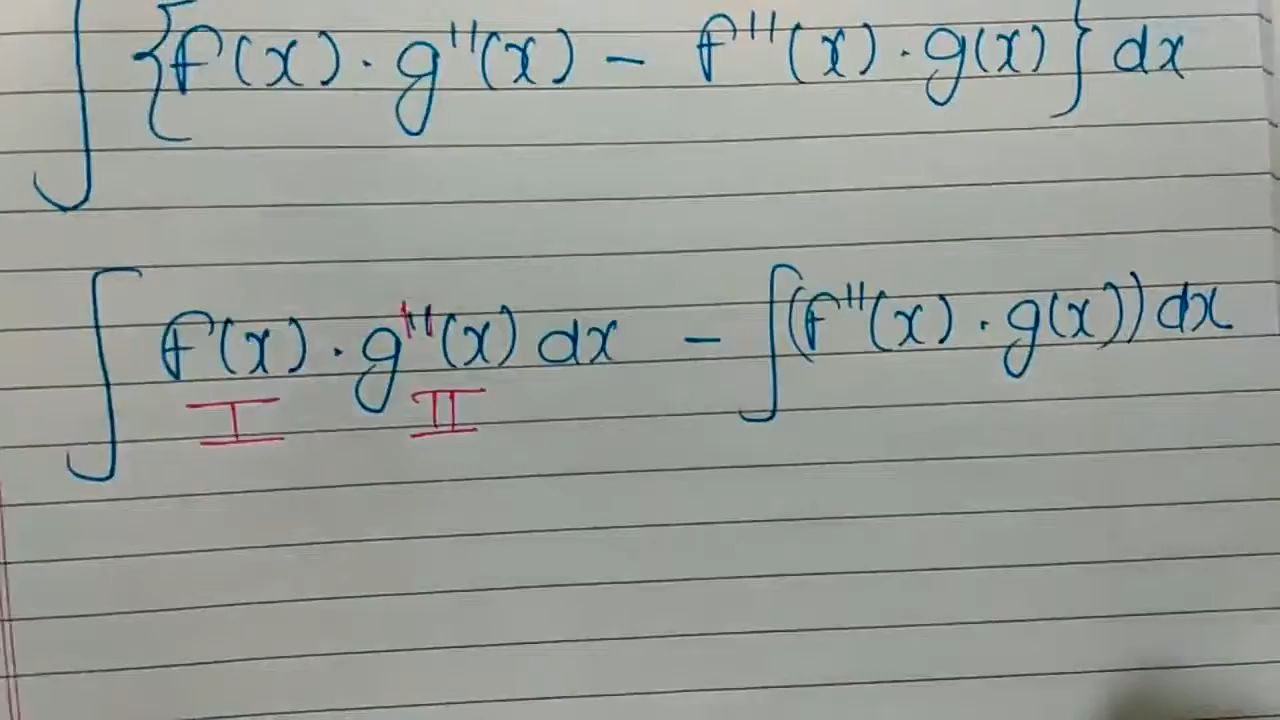 ∫ {f(x) · g''(x) - f''(x) · g(x)} dx
∫ f(x) · g''(x) dx - ∫(f''(x) · g(x)) dx
I II